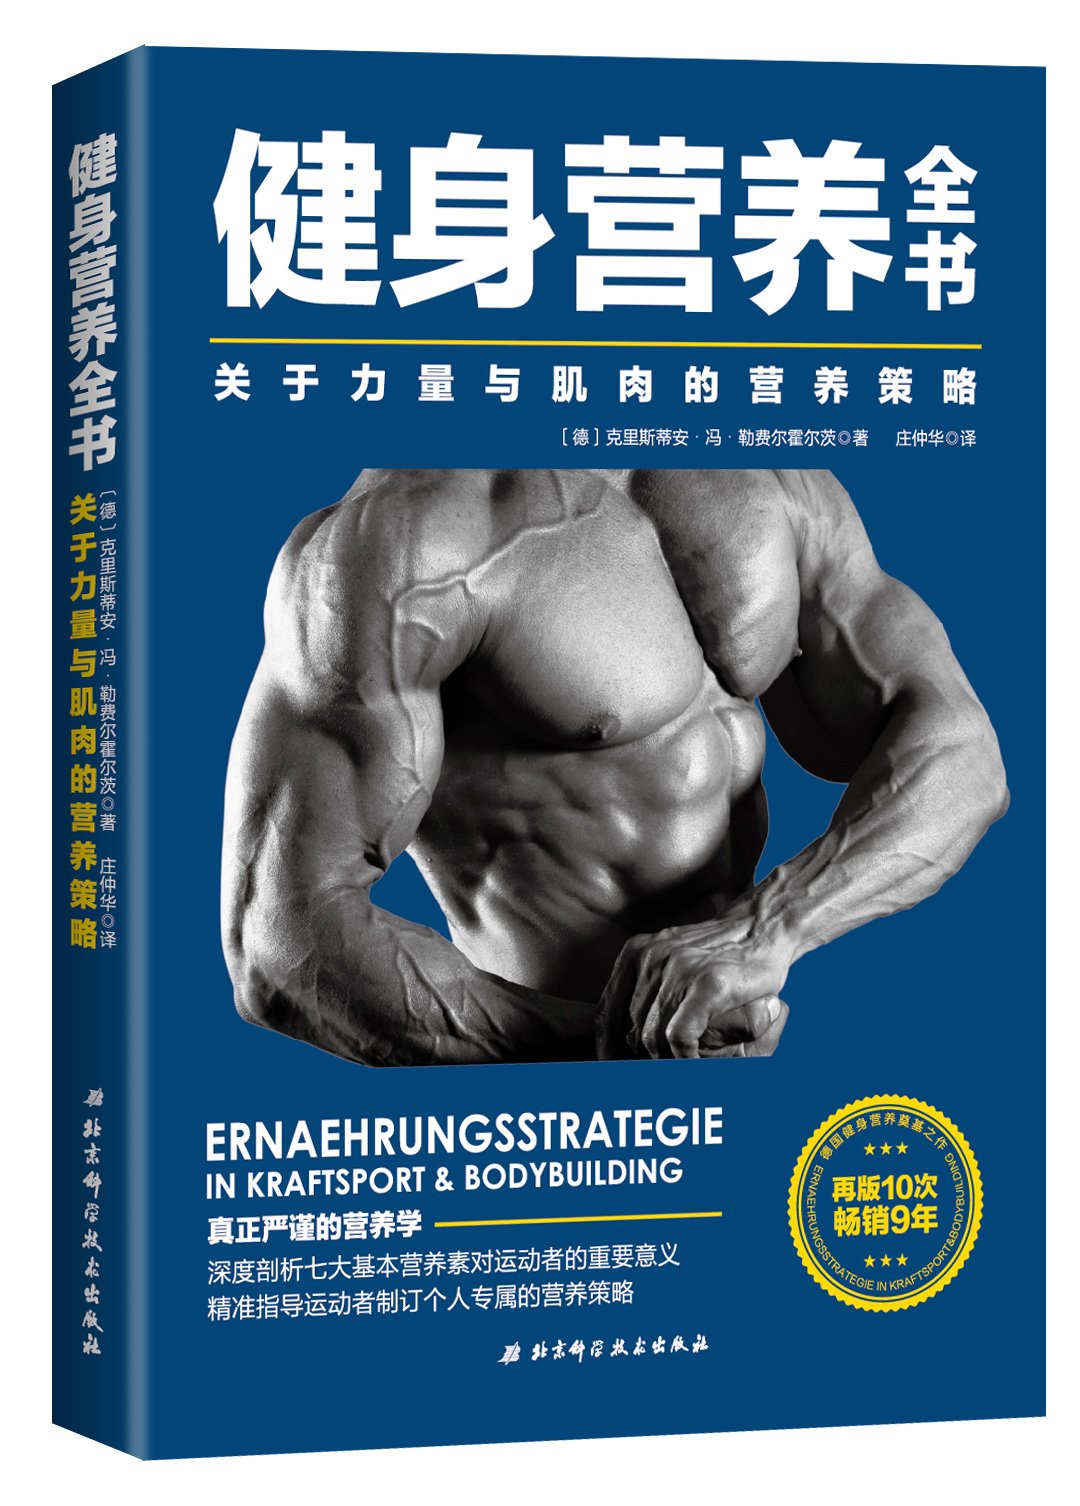 健身营养全书
关于力量与肌肉的营养策略
[德]克里斯蒂安·冯·勒费尔霍尔茨◎著 庄仲华◎译
ERNAEHRUNGSSTRATEGIE
IN KRAFTSPORT & BODYBUILDING
真正严谨的营养学
深度剖析七大基本营养素对运动者的重要意义
精准指导运动者制订个人专属的营养策略
北京科学技术出版社
德国健身营养奠基之作
再版10次
畅销9年
ERNAEHRUNGSSTRATEGIE IN KRAFTSPORT&BODYBUILDING
健身营养全书
关于力量与肌肉的营养策略
[德]克里斯蒂安·冯·勒费尔霍尔茨◎著 庄仲华◎译
北京科学技术出版社